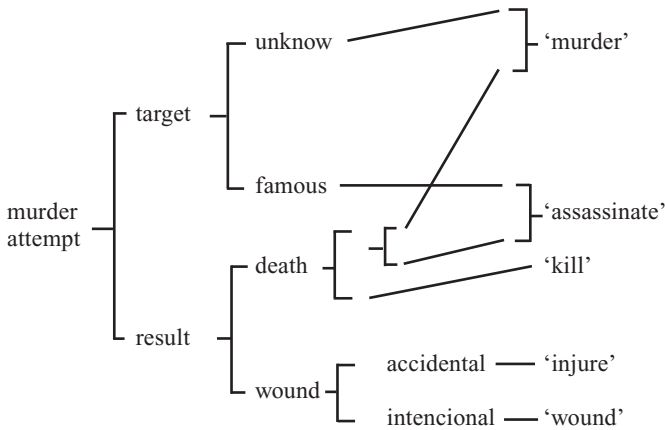 unknow
‘murder’
target
famous
murder
attempt
‘assassinate’
death
‘kill’
result
accidental
‘injure’
wound
intencional
‘wound’